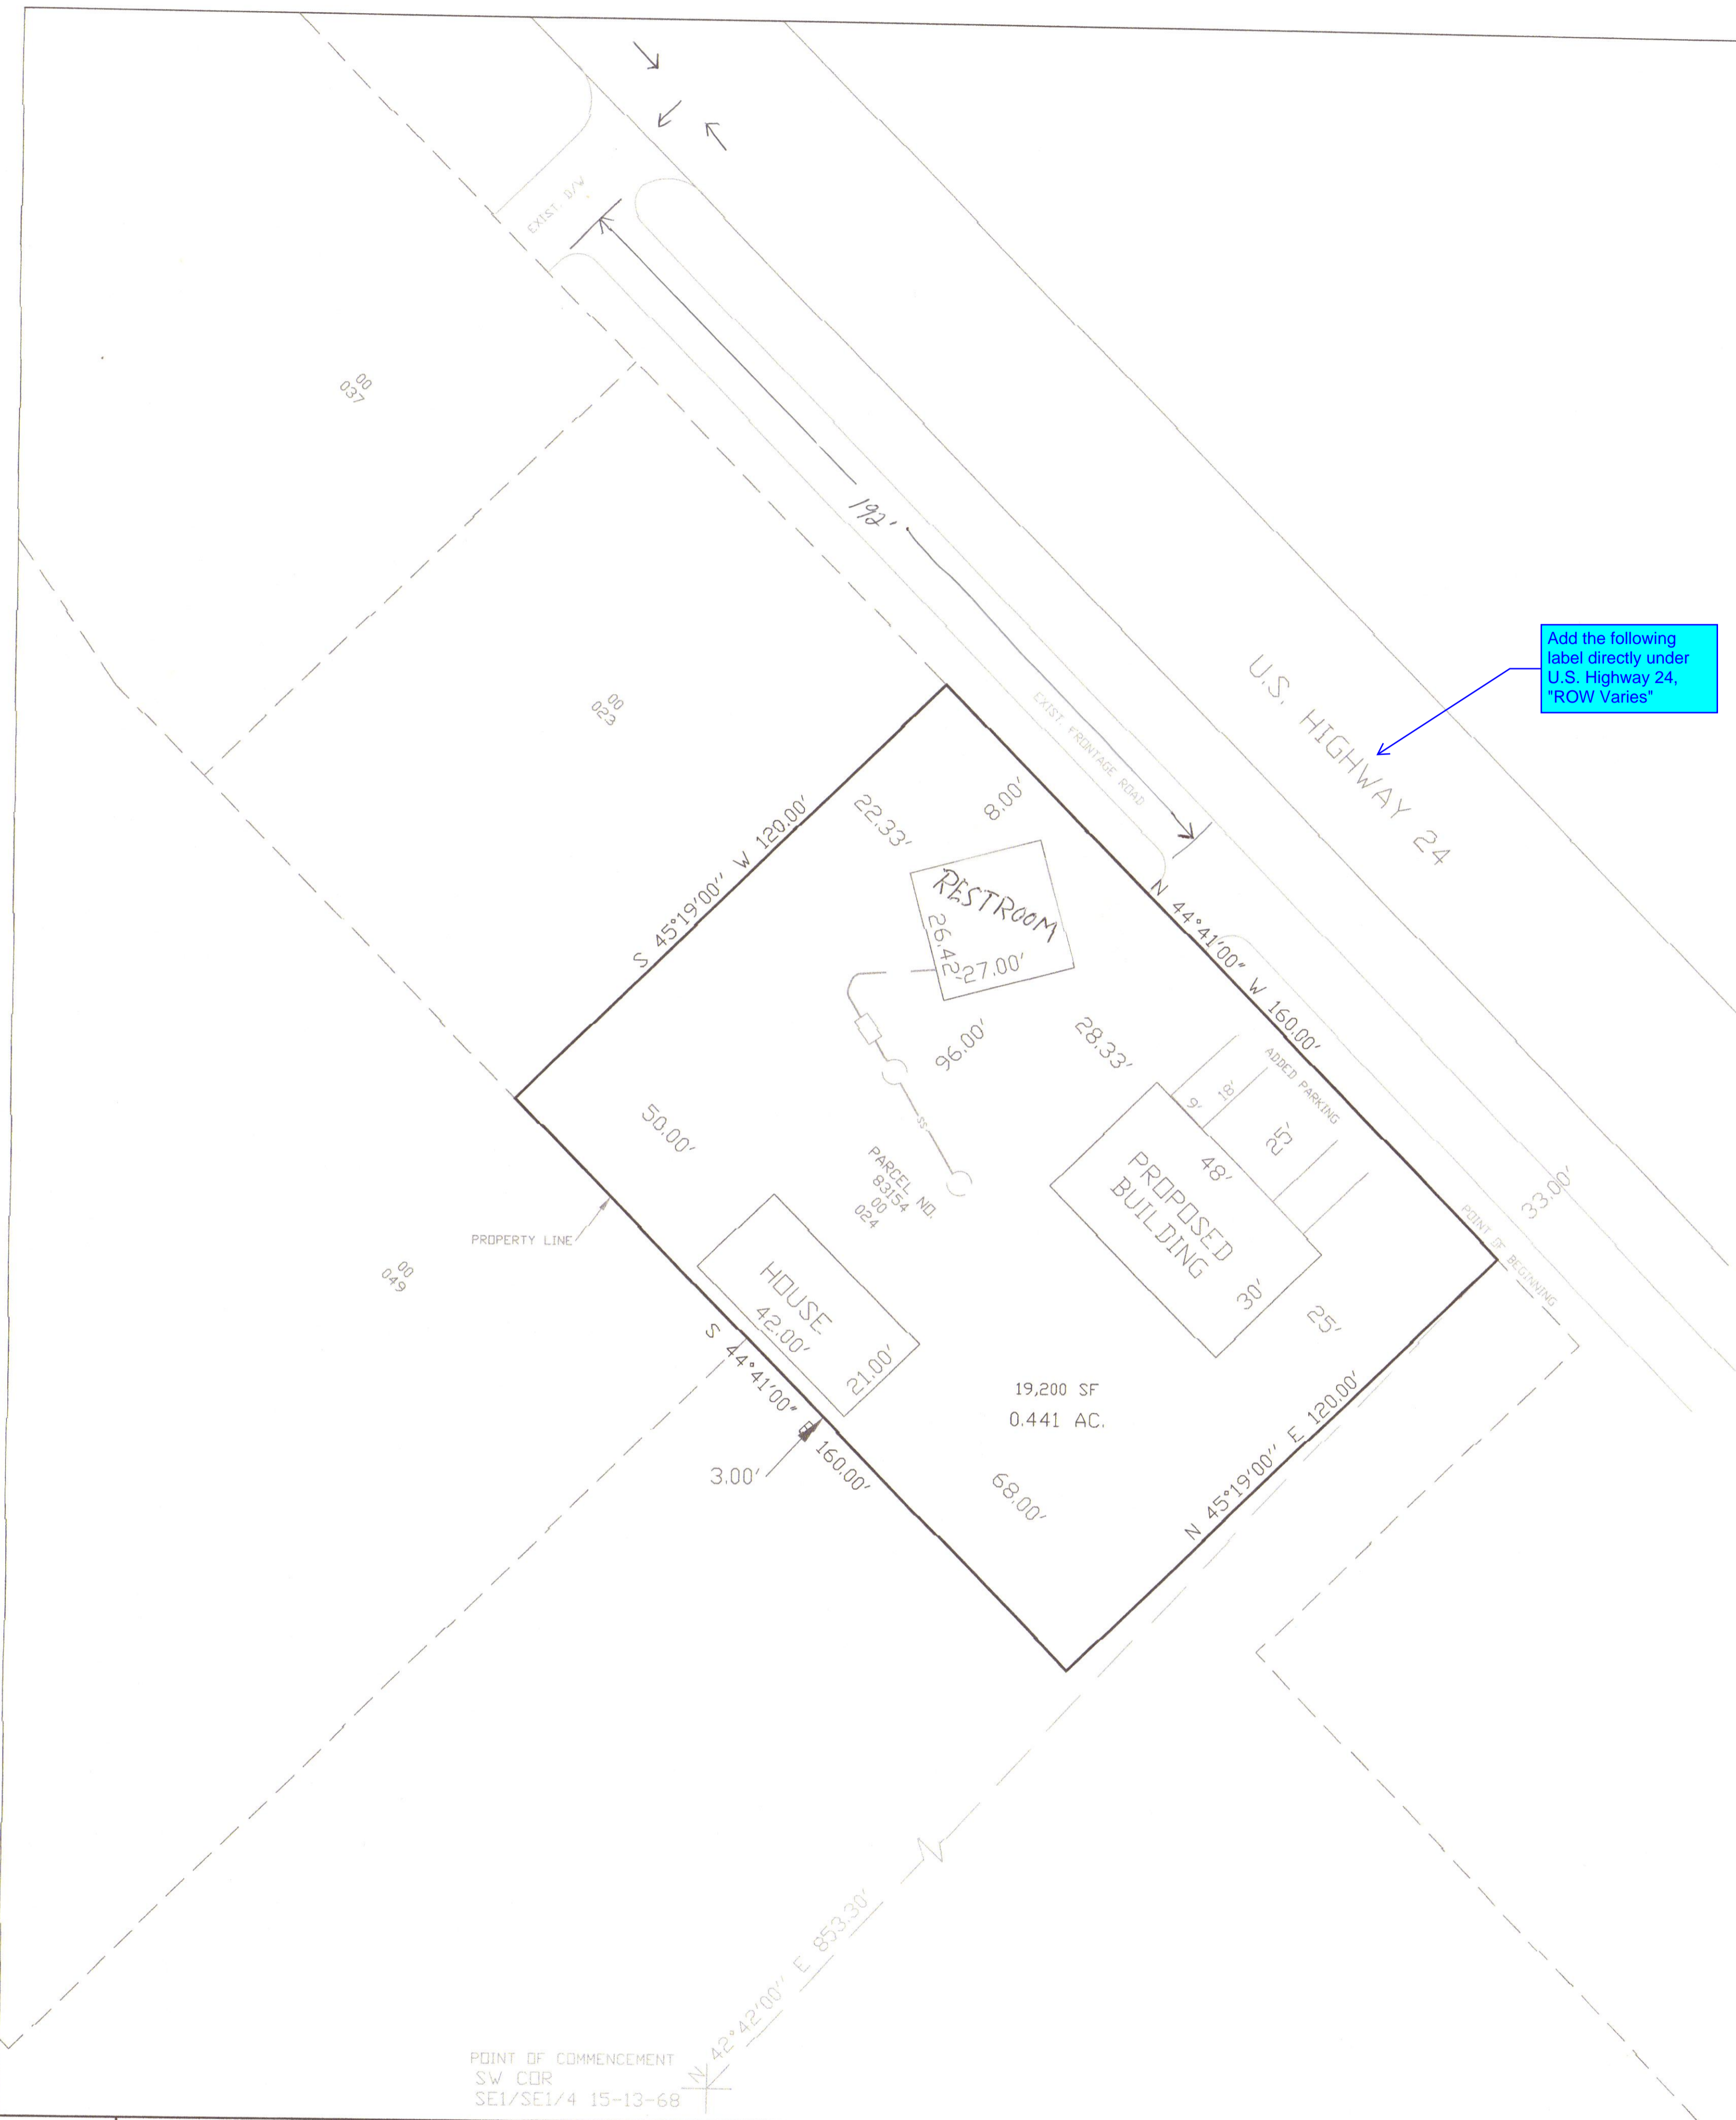 EXIST. D/W
00
037
192'
U.S. HIGHWAY 24
Add the following
label directly under
U.S. Highway 24,
"ROW Varies"
00
023
EXIST. FRONTAGE ROAD
S 45°19'00'' W 120.00'
22.33'
8.00'
RESTROOM
26.42'
27.00'
N 44°41'00" W 160.00'
96.00'
28.33'
ADDED PARKING
9'
18'
25'
50.00'
SS
PARCEL NO.
83154
00
024
48'
PROPOSED
BUILDING
30'
25'
33.00'
POINT OF BEGINNING
PROPERTY LINE
00
049
HOUSE
42.00'
21.00'
S 44°41'00" E 160.00'
3.00'
19,200 SF
0.441 AC.
68.00'
N 45°19'00'' E 120.00'
N 42°42'00'' E 853.30'
POINT OF COMMENCEMENT
SW COR
SE1/SE1/4 15-13-68